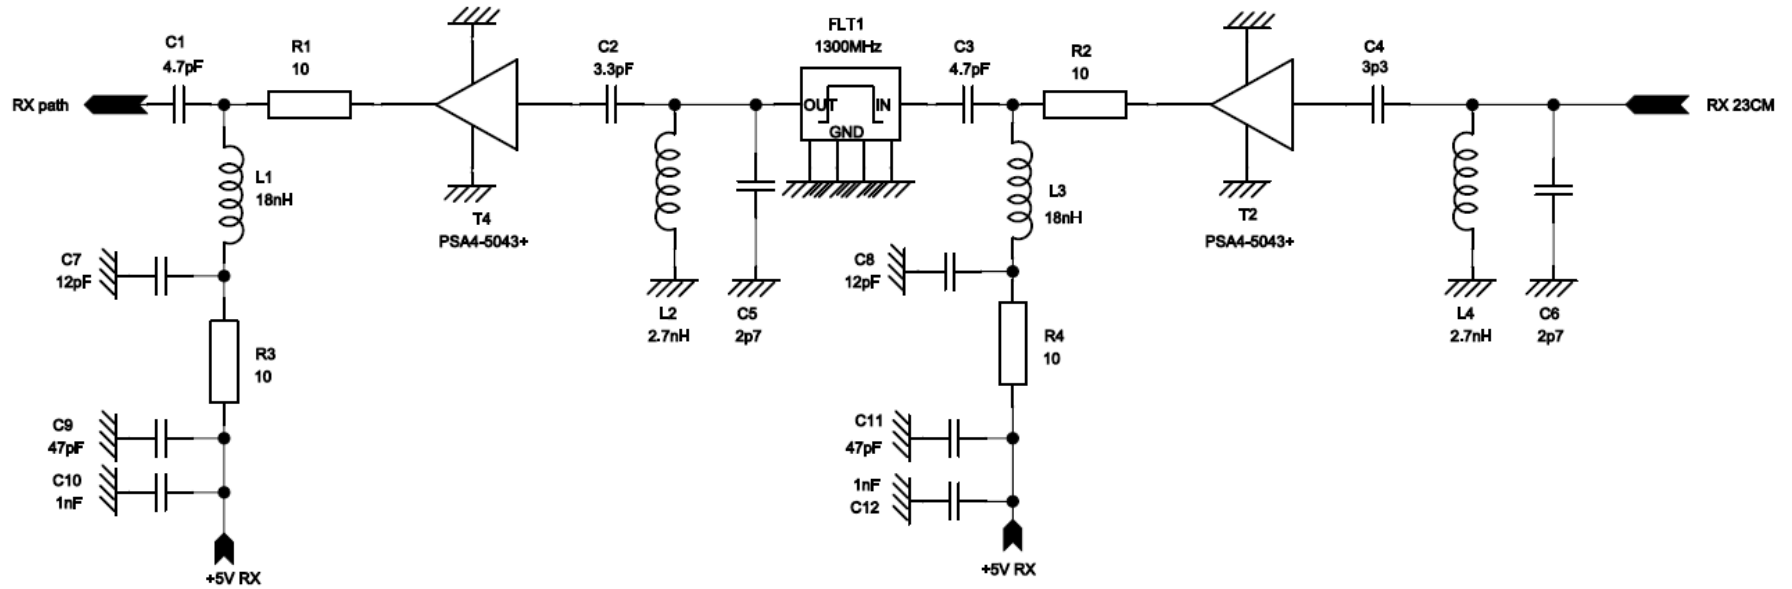 FLT1
1300MHz
C1
4.7pF
R1
10
C2
3.3pF
C3
4.7pF
R2
10
C4
3p3
RX path
OUT
IN
GND
RX 23CM
L1
18nH
T4
PSA4-5043+
L3
18nH
T2
PSA4-5043+
C7
12pF
C8
12pF
L2
2.7nH
C5
2p7
L4
2.7nH
C6
2p7
R3
10
R4
10
C9
47pF
C11
47pF
C10
1nF
1nF
C12
+5V RX
+5V RX